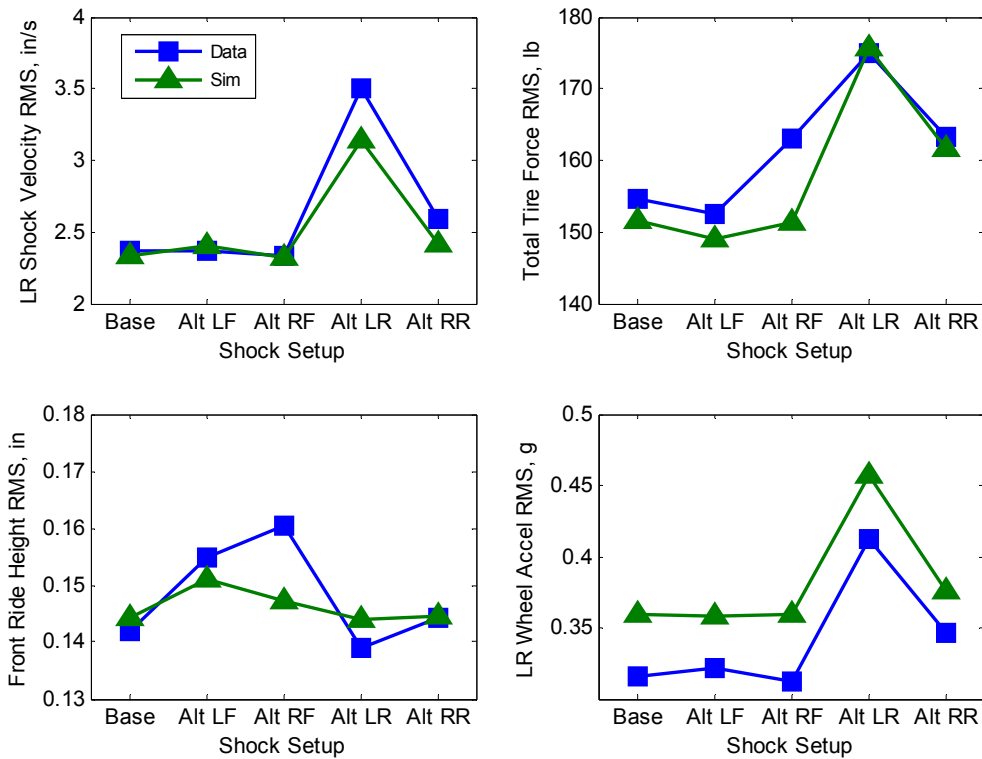 LR Shock Velocity RMS, in/s
4
3.5
3
2.5
2
Data
Sim
Base Alt LF Alt RF Alt LR Alt RR
Shock Setup
Total Tire Force RMS, lb
180
170
160
150
140
Base Alt LF Alt RF Alt LR Alt RR
Shock Setup
Front Ride Height RMS, in
0.18
0.17
0.16
0.15
0.14
0.13
Base Alt LF Alt RF Alt LR Alt RR
Shock Setup
LR Wheel Accel RMS, g
0.5
0.45
0.4
0.35
Base Alt LF Alt RF Alt LR Alt RR
Shock Setup